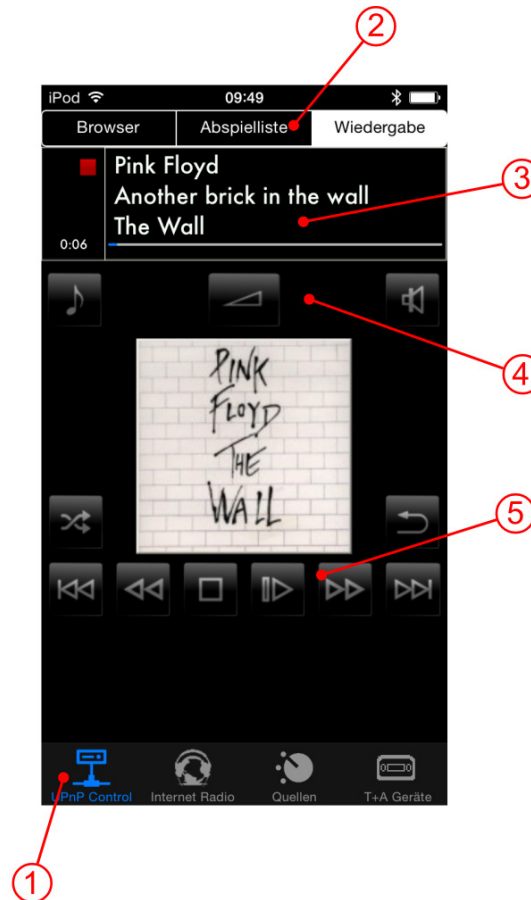 2
iPod 09:49
Browser Abspielliste Wiedergabe
Pink Floyd
Another brick in the wall
The Wall
0:06
3
4
PINK
FLOYD
THE
WALL
5
UPnP Control Internet Radio Quellen T+A Geräte
1